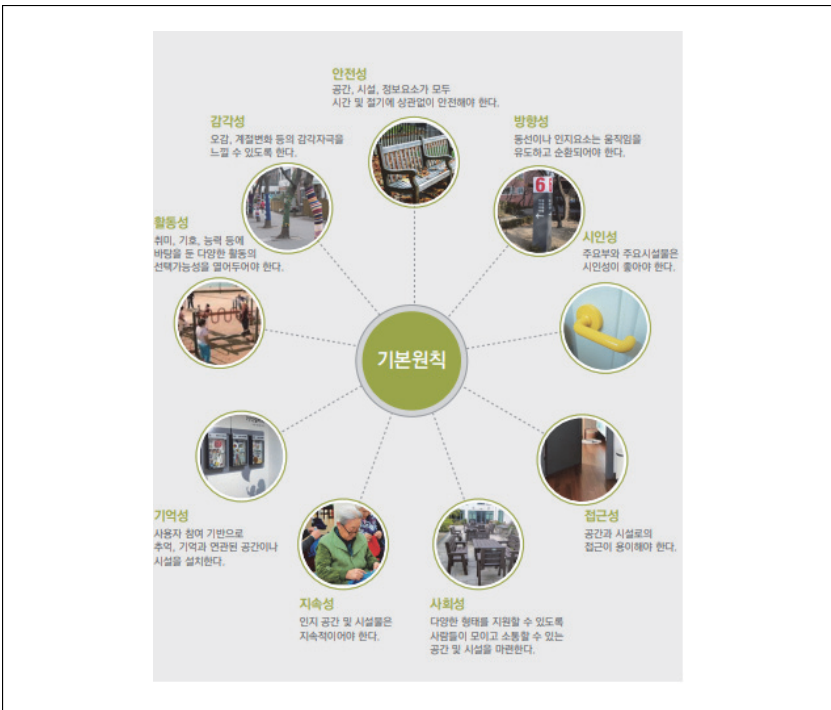 안전성
공간, 시설, 정보요소가 모두
시간 및 절기에 상관없이 안전해야 한다.
방향성
동선이나 인지요소는 움직임을
유도하고 순환되어야 한다.
시인성
주요부와 주요시설물은
시인성이 좋아야 한다.
접근성
공간과 시설로의
접근이 용이해야 한다.
사회성
다양한 형태를 지원할 수 있도록
사람들이 모이고 소통할 수 있는
공간 및 시설을 마련한다.
지속성
인지 공간 및 시설물은
지속적이어야 한다.
기억성
사용자 참여 기반으로
추억, 기억과 연관된 공간이나
시설을 설치한다.
활동성
취미, 기호, 능력 등에
바탕을 둔 다양한 활동의
선택가능성을 열어두어야 한다.
감각성
오감, 계절변화 등의 감각자극을
느낄 수 있도록 한다.
기본원칙
6